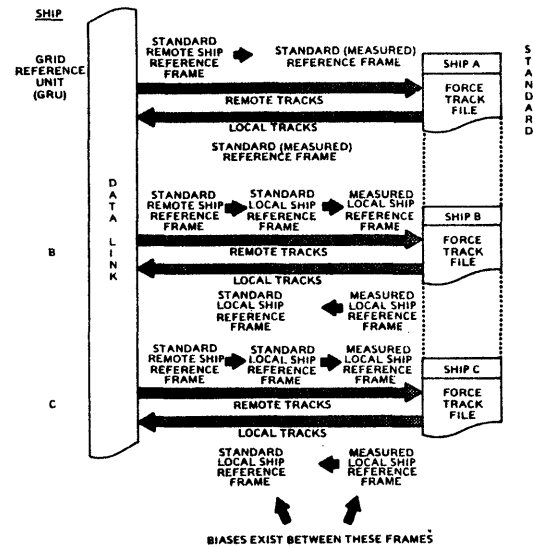 SHIP
GRID
REFERENCE
UNIT
(GRU)
STANDARD
REMOTE SHIP
REFERENCE
FRAME
STANDARD (MEASURED)
REFERENCE FRAME
REMOTE TRACKS
LOCAL TRACKS
STANDARD (MEASURED)
REFERENCE FRAME
SHIP A
FORCE
TRACK
FILE
STANDARD
DATA LINK
B
STANDARD
REMOTE SHIP
REFERENCE
FRAME
STANDARD
LOCAL SHIP
REFERENCE
FRAME
MEASURED
LOCAL SHIP
REFERENCE
FRAME
REMOTE TRACKS
LOCAL TRACKS
STANDARD
LOCAL SHIP
REFERENCE
FRAME
MEASURED
LOCAL SHIP
REFERENCE
FRAME
SHIP B
FORCE
TRACK
FILE
C
STANDARD
REMOTE SHIP
REFERENCE
FRAME
STANDARD
LOCAL SHIP
REFERENCE
FRAME
MEASURED
LOCAL SHIP
REFERENCE
FRAME
REMOTE TRACKS
LOCAL TRACKS
STANDARD
LOCAL SHIP
REFERENCE
FRAME
MEASURED
LOCAL SHIP
REFERENCE
FRAME
SHIP C
FORCE
TRACK
FILE
BIASES EXIST BETWEEN THESE FRAMES